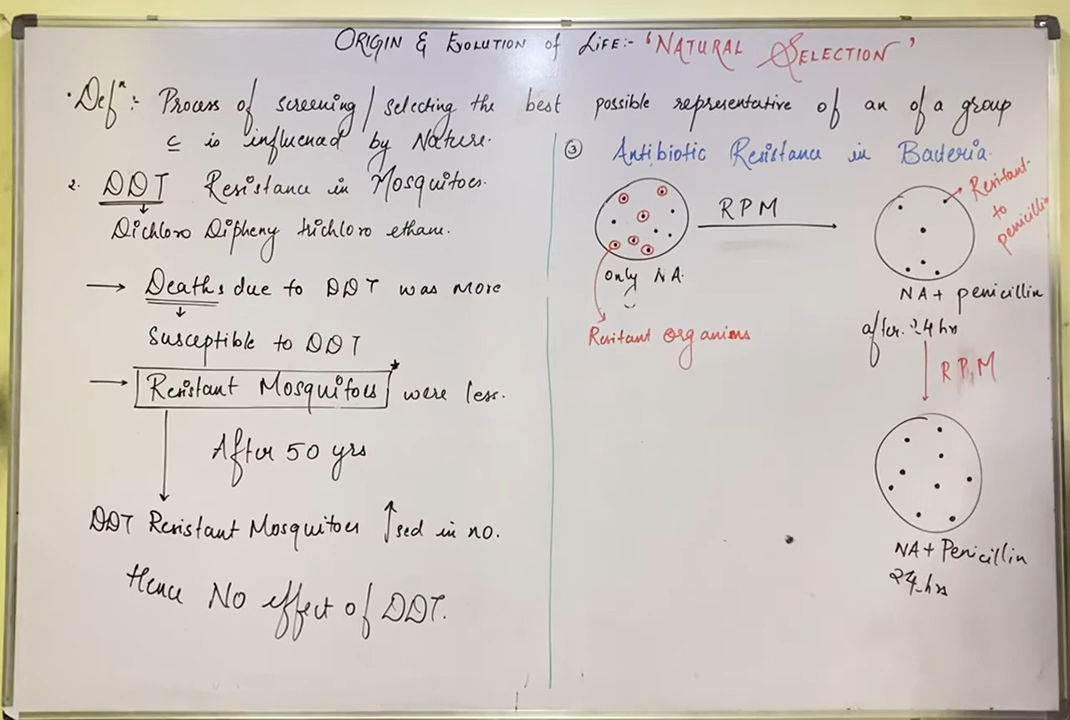 ORIGIN & EVOLUTION of LIFE:- 'NATURAL SELECTION'
· Defⁿ:- Process of screening / selecting the best possible representative of an of a group
c̲ is influenced by Nature.
2. DDT Resistance in Mosquitoes.
Dichloro Dipheny trichloro ethane.
→ Deaths due to DDT was more
↓
Susceptible to DDT
→ Resistant Mosquitoes* were less.
After 50 yrs
DDT Resistant Mosquitoes ↑sed in no.
Hence No effect of DDT.
③ Antibiotic Resistance in Bacteria.
RPM
only NA.
Resitant organisms
Resitant
to
penicillin
NA + penicillin
after 24 hrs
RPM
NA + Penicillin
24 hrs